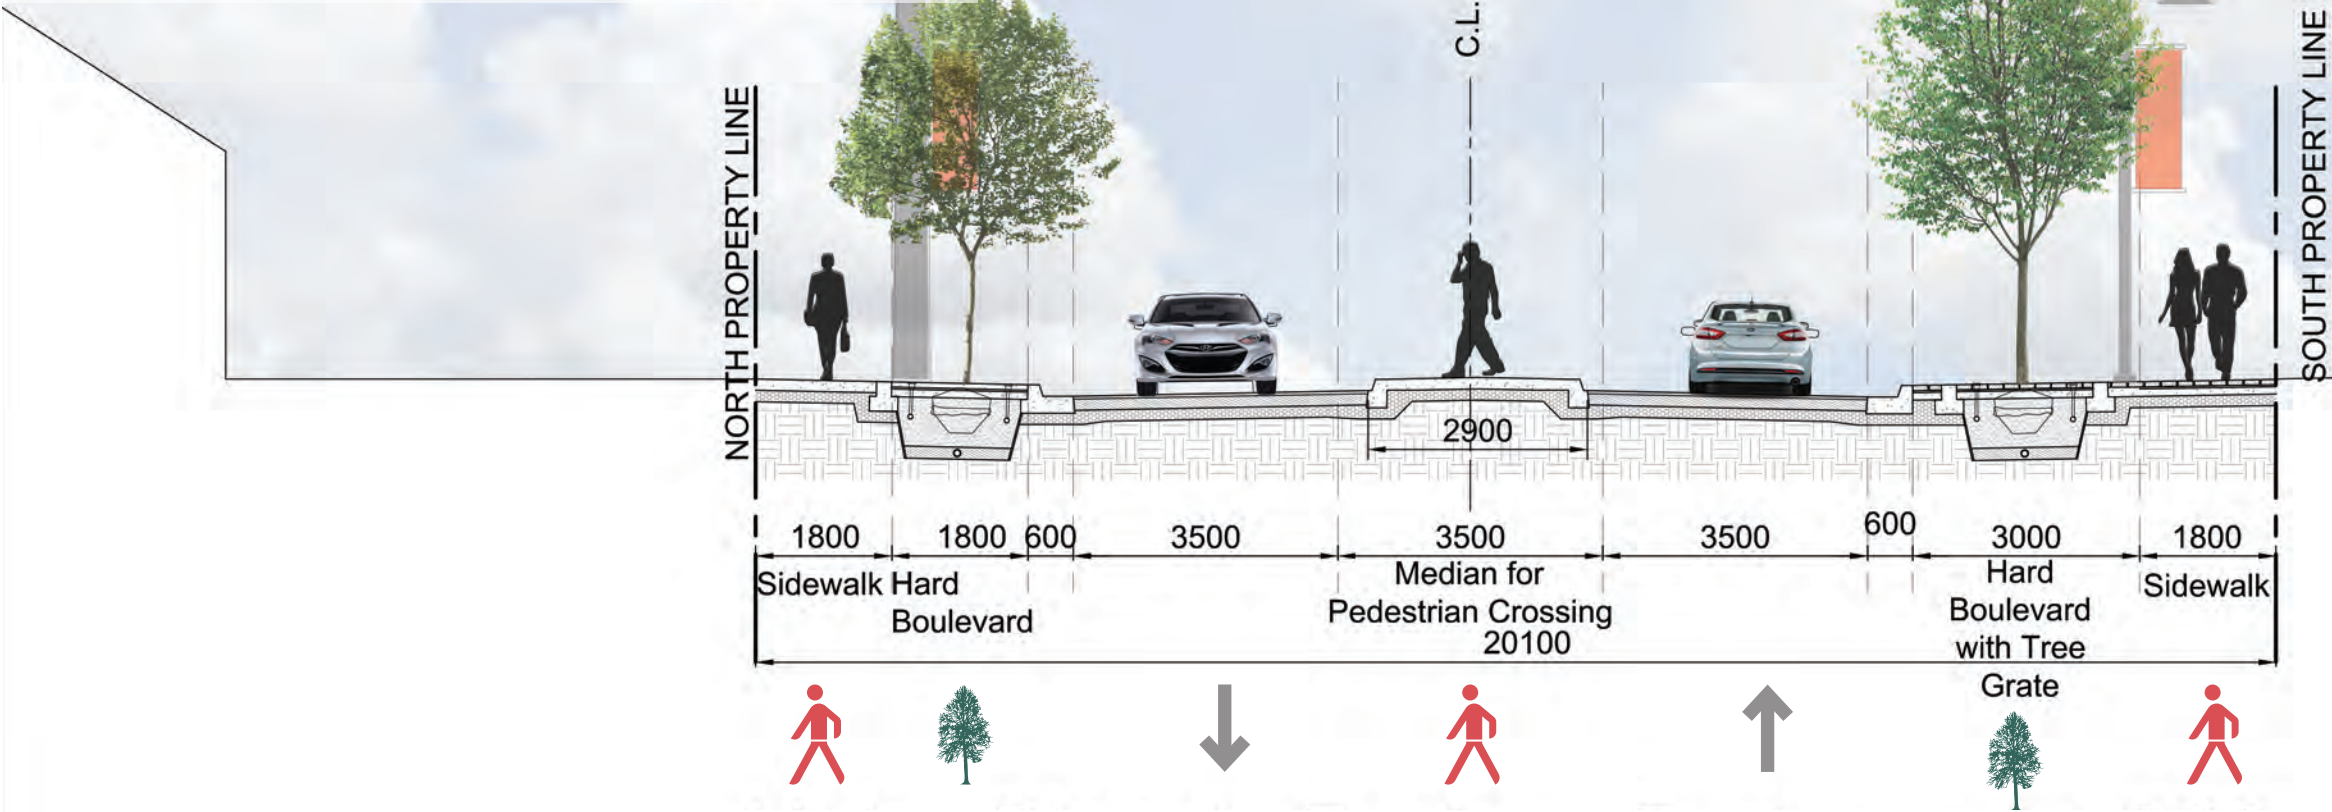 C.L.
NORTH PROPERTY LINE
SOUTH PROPERTY LINE
2900
1800
1800
600
3500
3500
3500
600
3000
1800
Sidewalk
Hard
Boulevard
Median for
Pedestrian Crossing
Hard
Boulevard
with Tree
Grate
Sidewalk
20100